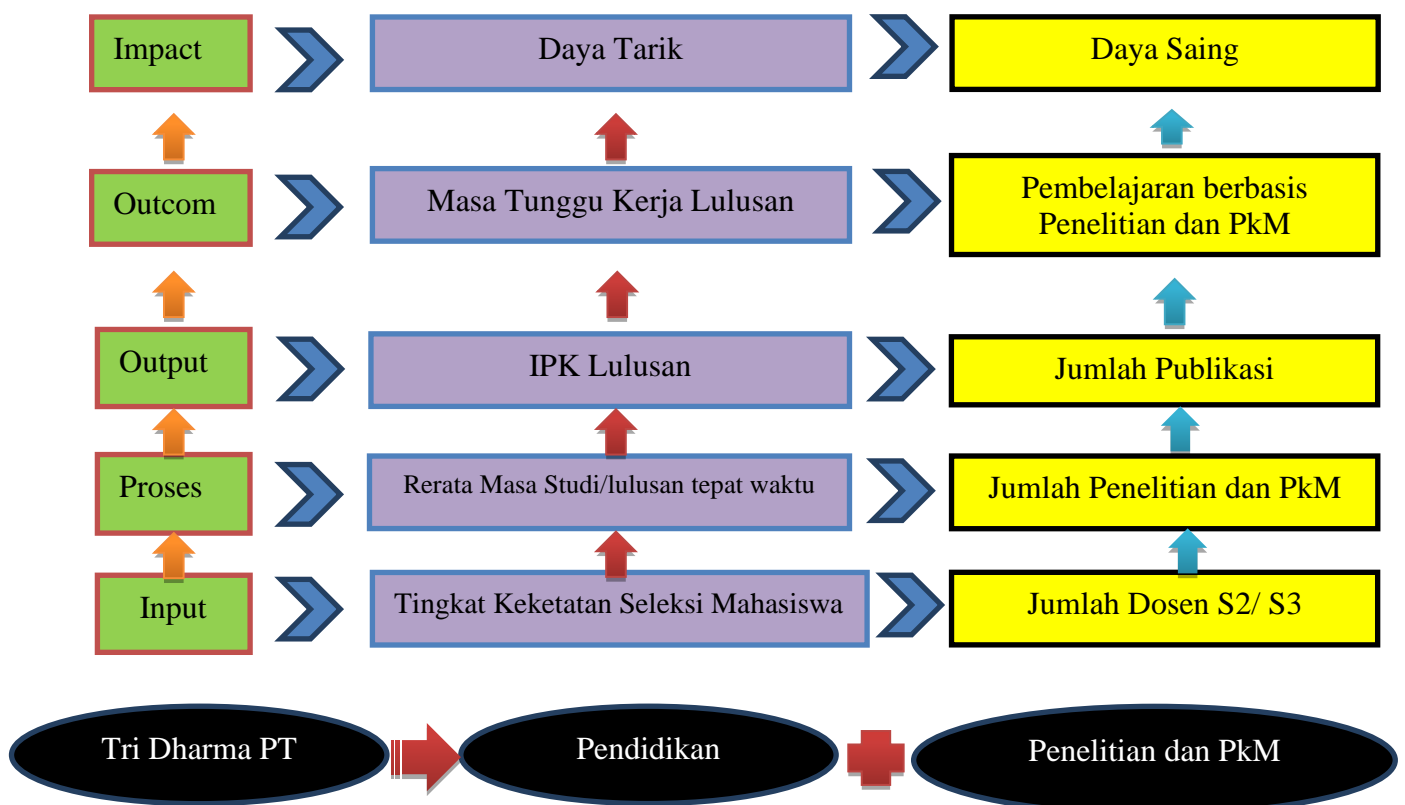 Impact
Daya Tarik
Daya Saing
Outcom
Masa Tunggu Kerja Lulusan
Pembelajaran berbasis
Penelitian dan PkM
Output
IPK Lulusan
Jumlah Publikasi
Proses
Rerata Masa Studi/lulusan tepat waktu
Jumlah Penelitian dan PkM
Input
Tingkat Keketatan Seleksi Mahasiswa
Jumlah Dosen S2/ S3
Tri Dharma PT
Pendidikan
Penelitian dan PkM